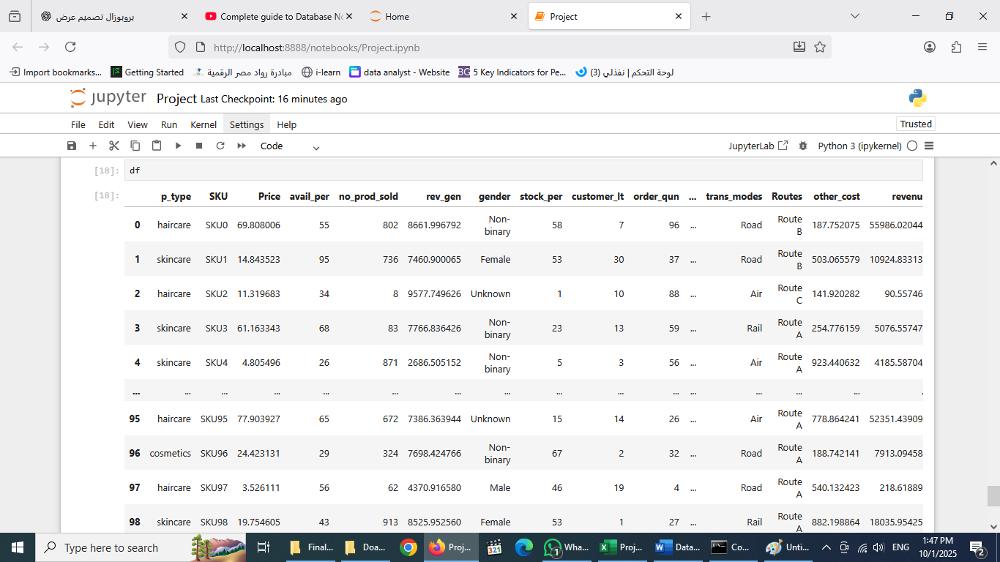 بروبوزال تصميم عرض
Complete guide to Database No
Home
Project
http://localhost:8888/notebooks/Project.ipynb
Import bookmarks... Getting Started مبادرة رواد مصر الرقمية i-learn data analyst - Website 5 Key Indicators for Pe... لوحة التحكم | نفذلي (3)
jupyter Project Last Checkpoint: 16 minutes ago
File Edit View Run Kernel Settings Help Trusted
Code JupyterLab Python 3 (ipykernel)
[18]: df
[18]:
p_type SKU Price avail_per no_prod_sold rev_gen gender stock_per customer_lt order_qun ... trans_modes Routes other_cost revenu
0 haircare SKU0 69.808006 55 802 8661.996792 Non-binary 58 7 96 ... Road Route B 187.752075 55986.02044
1 skincare SKU1 14.843523 95 736 7460.900065 Female 53 30 37 ... Road Route B 503.065579 10924.83313
2 haircare SKU2 11.319683 34 8 9577.749626 Unknown 1 10 88 ... Air Route C 141.920282 90.55746
3 skincare SKU3 61.163343 68 83 7766.836426 Non-binary 23 13 59 ... Rail Route A 254.776159 5076.55747
4 skincare SKU4 4.805496 26 871 2686.505152 Non-binary 5 3 56 ... Air Route A 923.440632 4185.58704
... ... ... ... ... ... ... ... ... ... ... ... ... ... ...
95 haircare SKU95 77.903927 65 672 7386.363944 Unknown 15 14 26 ... Air Route A 778.864241 52351.43909
96 cosmetics SKU96 24.423131 29 324 7698.424766 Non-binary 67 2 32 ... Road Route A 188.742141 7913.09458
97 haircare SKU97 3.526111 56 62 4370.916580 Male 46 19 4 ... Road Route A 540.132423 218.61889
98 skincare SKU98 19.754605 43 913 8525.952560 Female 53 1 27 ... Rail Route A 882.198864 18035.95425
Type here to search Final... Doa... Proj... 321 Wha... 1 Proj... Data... Co... Unti... ENG 1:47 PM
10/1/2025 2